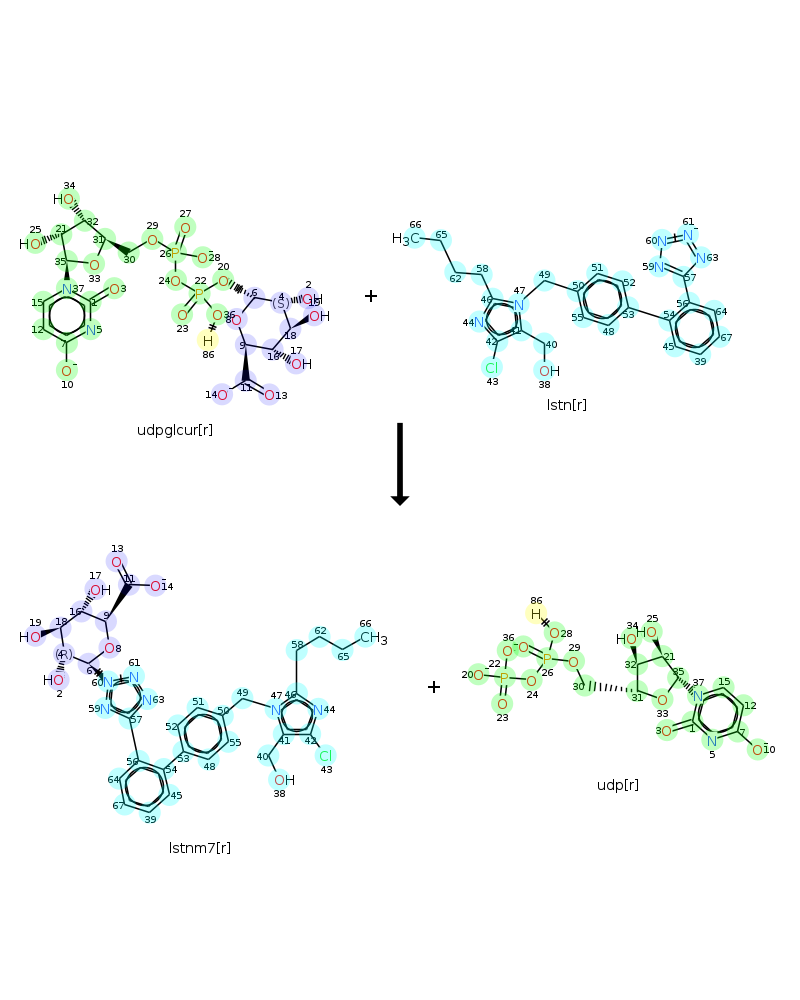 34
HO
32
25
HO
21
31
35
O
33
30
29
O
27
O
P
26
O 28
O
24
20
O
22
P
O
23
36
O
H
86
N 37
15
12
1
O 3
N 5
7
O
10
6
4
(S)
2
OH
19
OH
8
O
18
9
16
17
OH
11
14 O
O 13
udpglcur[r]
+
66
H₃C
65
62
58
46
47
N
44 N
41
42
Cl
43
40
OH
38
49
50
51
52
55
48
53
54
45
39
67
64
56
57
59
N
60 N
61
N
N 63
lstn[r]
13
O
11
O 14
17
OH
16
9
19
HO
18
O 8
4
(R)
6
HO
2
60 N
61
N
N 63
59 N
57
56
64
67
39
45
54
53
52
51
50
55
48
49
47
N
46
N 44
41
42
Cl
43
40
OH
38
58
62
65
66
CH₃
lstnm7[r]
+
86
H
O 28
36
O
O
P
26
29
O
22
20 O
P
O
24
O
23
30
31
32
34
HO
25
HO
21
35
O
33
37
N
15
12
7
O 10
N
5
1
3 O
udp[r]